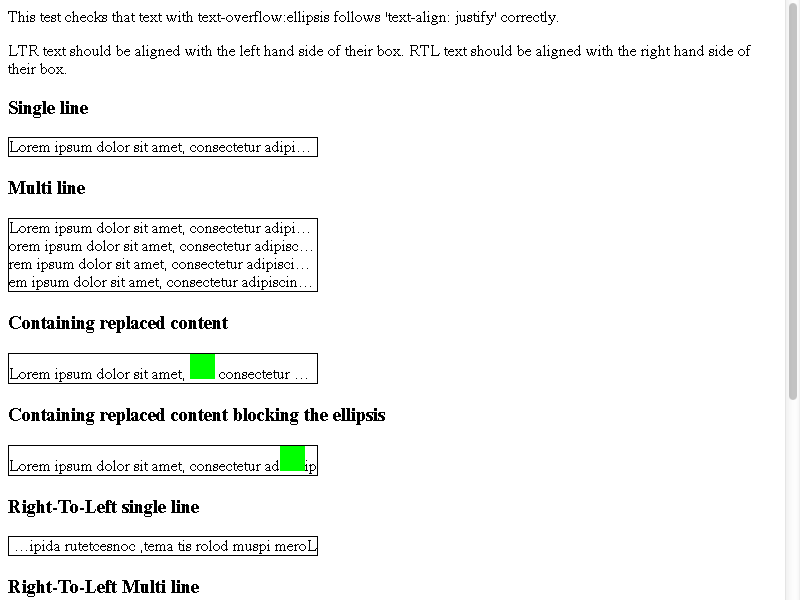 This test checks that text with text-overflow:ellipsis follows 'text-align: justify' correctly.
LTR text should be aligned with the left hand side of their box. RTL text should be aligned with the right hand side of
their box.
Single line
Lorem ipsum dolor sit amet, consectetur adipi…
Multi line
Lorem ipsum dolor sit amet, consectetur adipi…
orem ipsum dolor sit amet, consectetur adipisc…
rem ipsum dolor sit amet, consectetur adipisci…
em ipsum dolor sit amet, consectetur adipiscin…
Containing replaced content
Lorem ipsum dolor sit amet, consectetur …
Containing replaced content blocking the ellipsis
Lorem ipsum dolor sit amet, consectetur ad ip
Right-To-Left single line
…ipida rutetcesnoc ,tema tis rolod muspi meroL
Right-To-Left Multi line